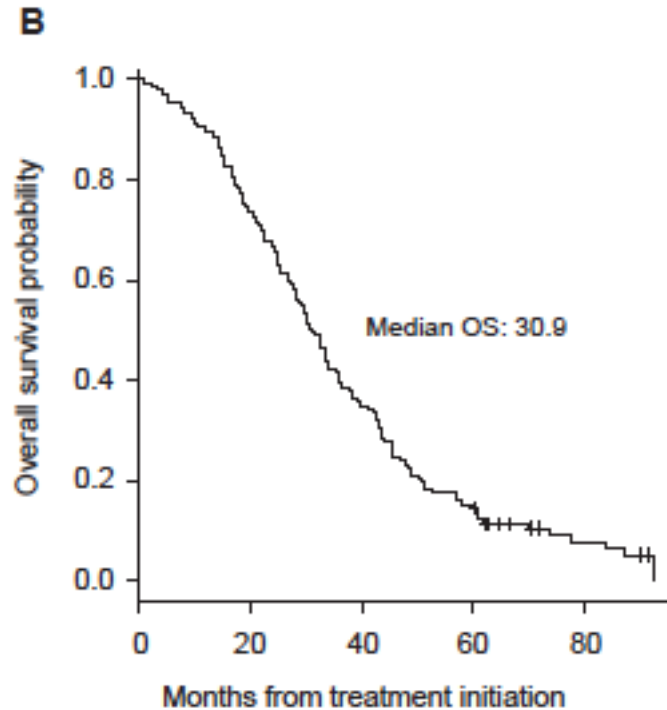 B
Overall survival probability
1.0
0.8
0.6
0.4
0.2
0.0
Median OS: 30.9
0 20 40 60 80
Months from treatment initiation